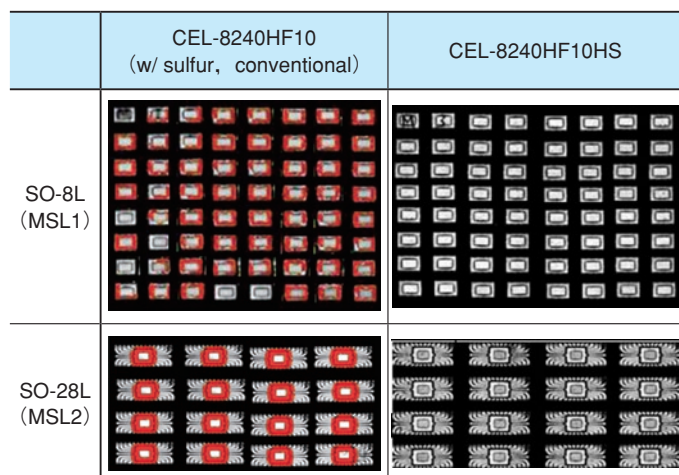 CEL-8240HF10
(w/ sulfur, conventional)
CEL-8240HF10HS
SO-8L
(MSL1)
SO-28L
(MSL2)